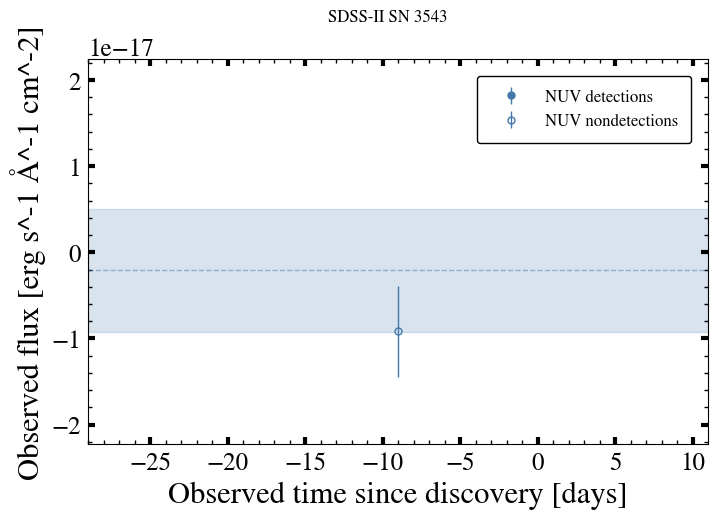 SDSS-II SN 3543
1e−17
NUV detections
NUV nondetections
2
1
0
−1
−2
Observed flux [erg s^-1 Å^-1 cm^-2]
−25 −20 −15 −10 −5 0 5 10
Observed time since discovery [days]